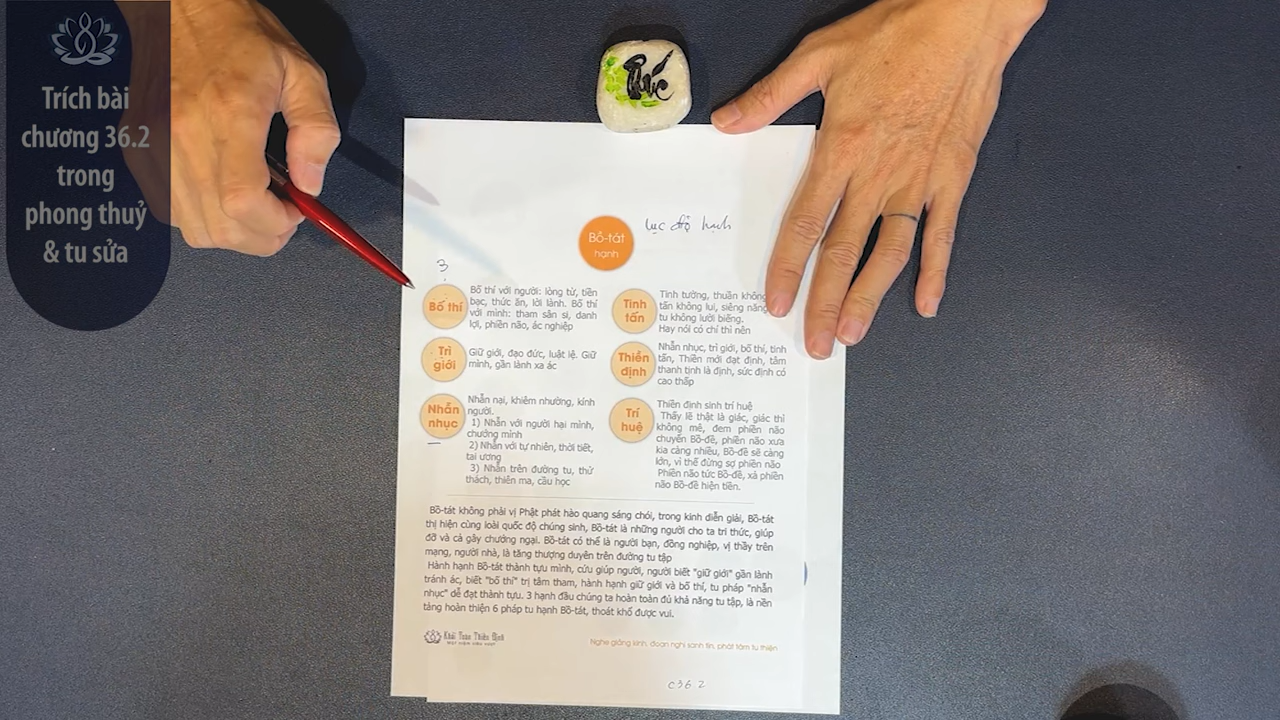 Trích bài
chương 36.2
trong
phong thuỷ
& tu sửa
Phúc
Bồ-tát
hạnh
lục độ hạnh
3
Bố thí
Bố thí với người: lòng từ, tiền
bạc, thức ăn, lời lành. Bố thí
với mình: tham sân si, danh
lợi, phiền não, ác nghiệp
Trì
giới
Giữ giới, đạo đức, luật lệ. Giữ
mình, gần lành xa ác
Nhẫn
nhục
Nhẫn nại, khiêm nhường, kính
người.
1) Nhẫn với người hại mình,
chướng mình
2) Nhẫn với tự nhiên, thời tiết,
tai ương
3) Nhẫn trên đường tu, thử
thách, thiên ma, cầu học
Tinh
tấn
Tinh tường, thuần không
tấn không lui, siêng năng
tu không lười biếng.
Hay nói có chí thì nên
Thiền
định
Nhẫn nhục, trì giới, bố thí, tinh
tấn, Thiền mới đạt định, tâm
thanh tịnh là định, sức định có
cao thấp
Trí
huệ
Thiền định sinh trí huệ
Thấy lẽ thật là giác, giác thì
không mê, đem phiền não
chuyển Bồ-đề, phiền não xưa
kia càng nhiều, Bồ-đề sẽ càng
lớn, vì thế đừng sợ phiền não
Phiền não tức Bồ-đề, xả phiền
não Bồ-đề hiện tiền.
Bồ-tát không phải vị Phật phát hào quang sáng chói, trong kinh diễn giải, Bồ-tát
thị hiện cùng loài quốc độ chúng sinh, Bồ-tát là những người cho ta tri thức, giúp
đỡ và cả gây chướng ngại. Bồ-tát có thể là người bạn, đồng nghiệp, vị thầy trên
mạng, người nhà, là tăng thượng duyên trên đường tu tập
Hành hạnh Bồ-tát thành tựu mình, cứu giúp người, người biết "giữ giới" gần lành
tránh ác, biết "bố thí" trị tâm tham, hành hạnh giữ giới và bố thí, tu pháp "nhẫn
nhục" dễ đạt thành tựu. 3 hạnh đầu chúng ta hoàn toàn đủ khả năng tu tập, là nền
tảng hoàn thiện 6 pháp tu hạnh Bồ-tát, thoát khổ được vui.
Khải Toàn Thiền Định
Nghe giảng kinh, đoạn nghi sanh tín, phát tâm tu thiện
c36.2